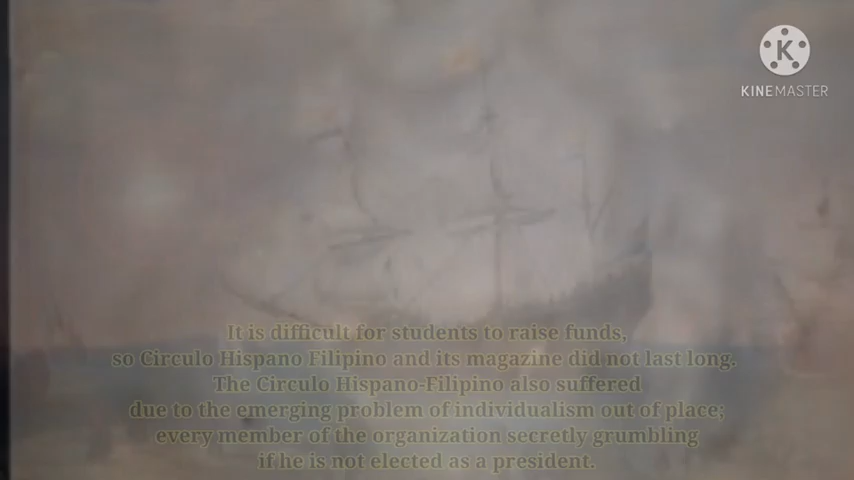 KINEMASTER
It is difficult for students to raise funds,
so Circulo Hispano Filipino and its magazine did not last long.
The Circulo Hispano-Filipino also suffered
due to the emerging problem of individualism out of place;
every member of the organization secretly grumbling
if he is not elected as a president.